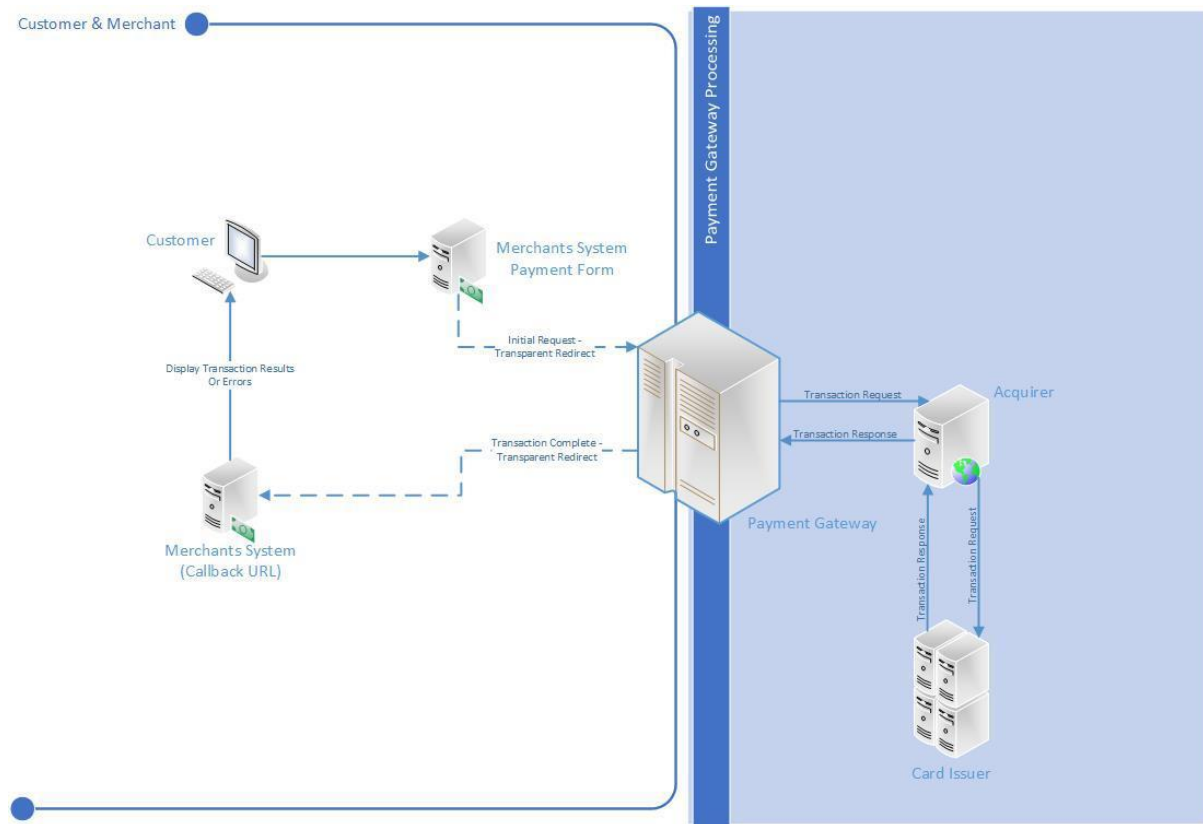 Customer & Merchant
Payment Gateway Processing
Customer
Merchants System
Payment Form
Initial Request -
Transparent Redirect
Display Transaction Results
Or Errors
Transaction Request
Acquirer
Transaction Response
Transaction Complete -
Transparent Redirect
Payment Gateway
Merchants System
(Callback URL)
Transaction Response
Transaction Request
Card Issuer